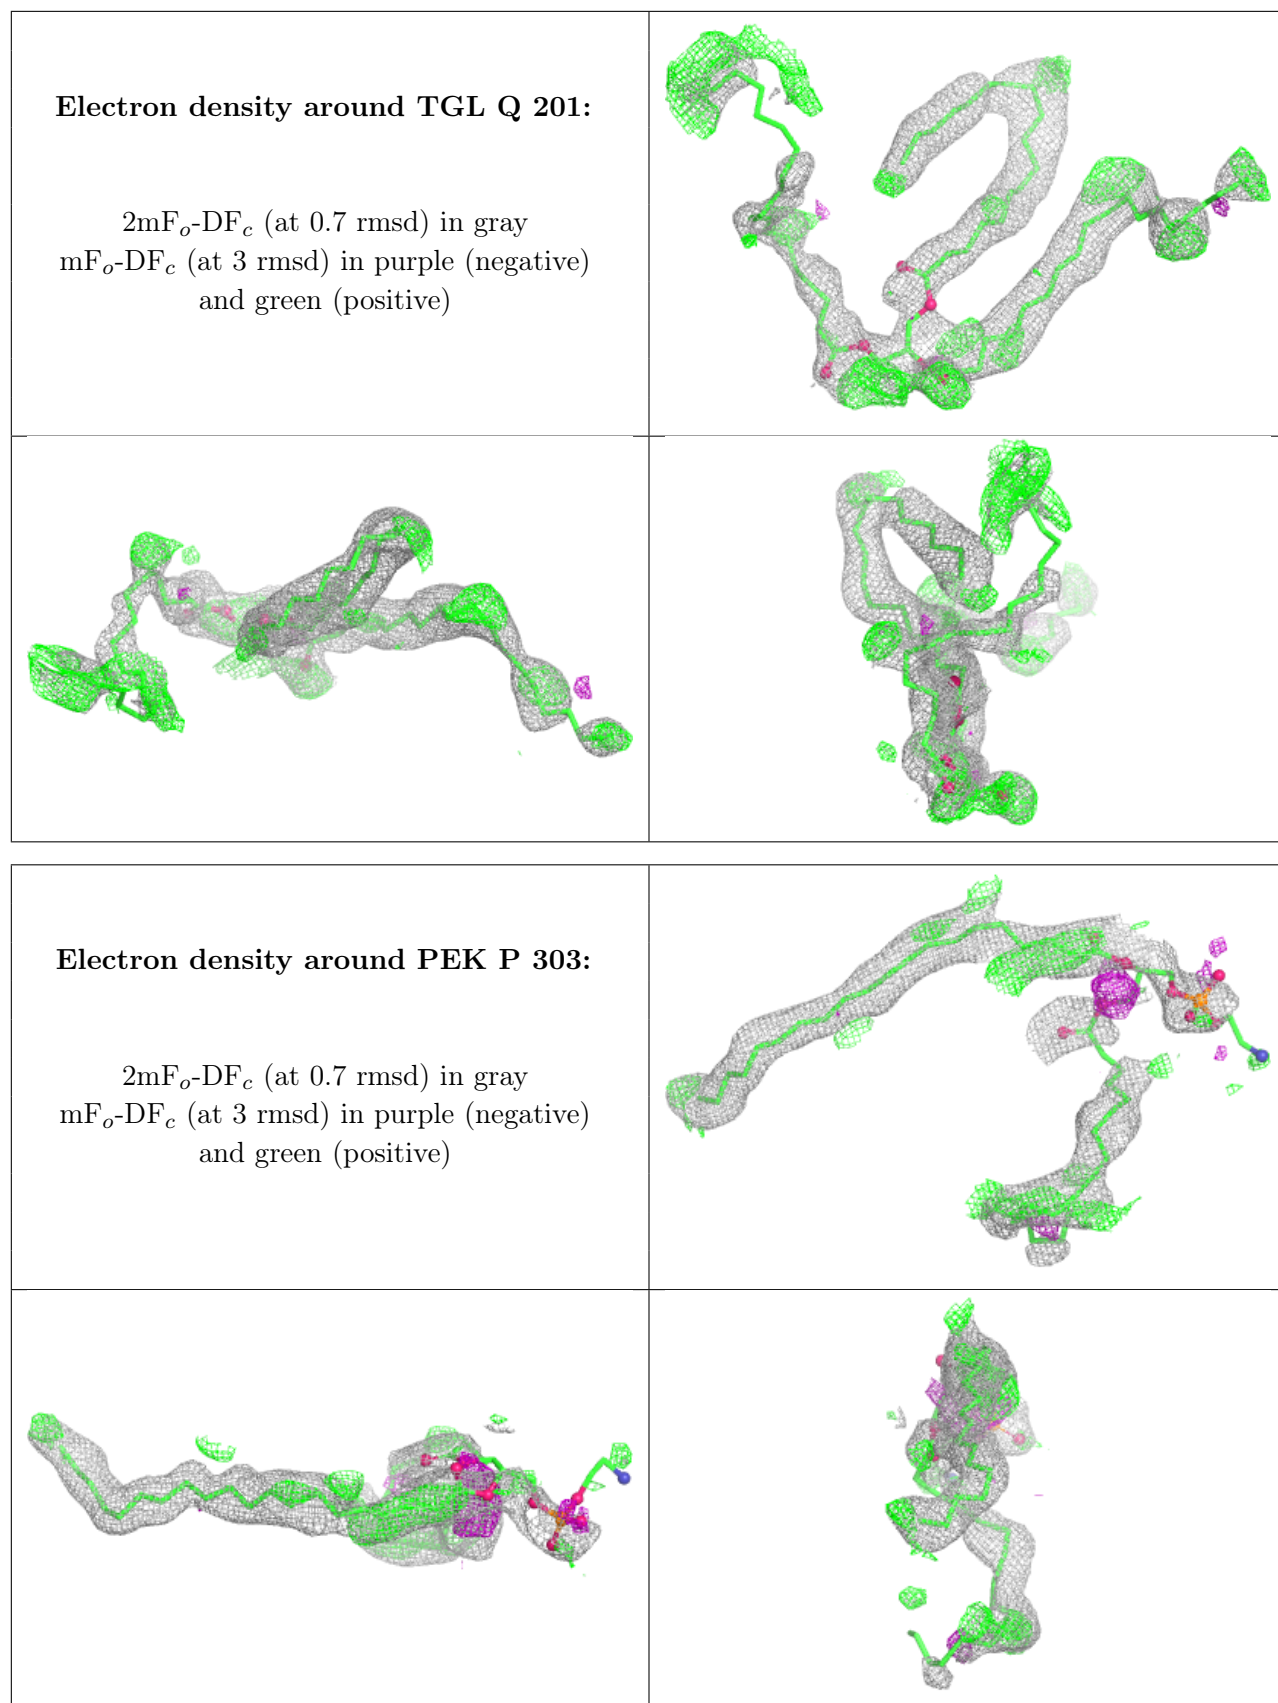 Electron density around TGL Q 201:
2mFo-DFc (at 0.7 rmsd) in gray
mFo-DFc (at 3 rmsd) in purple (negative)
and green (positive)
Electron density around PEK P 303:
2mFo-DFc (at 0.7 rmsd) in gray
mFo-DFc (at 3 rmsd) in purple (negative)
and green (positive)